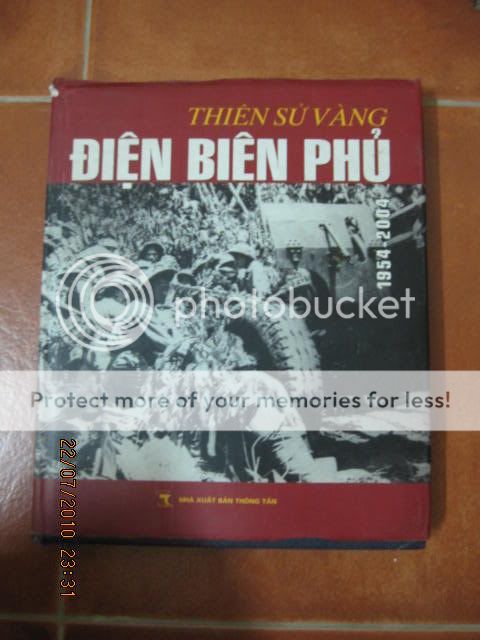 THIÊN SỬ VÀNG
ĐIỆN BIÊN PHỦ
1954-2004
photobucket
Protect more of your memories for less!
NHÀ XUẤT BẢN THÔNG TẤN
22/07/2010 23:31